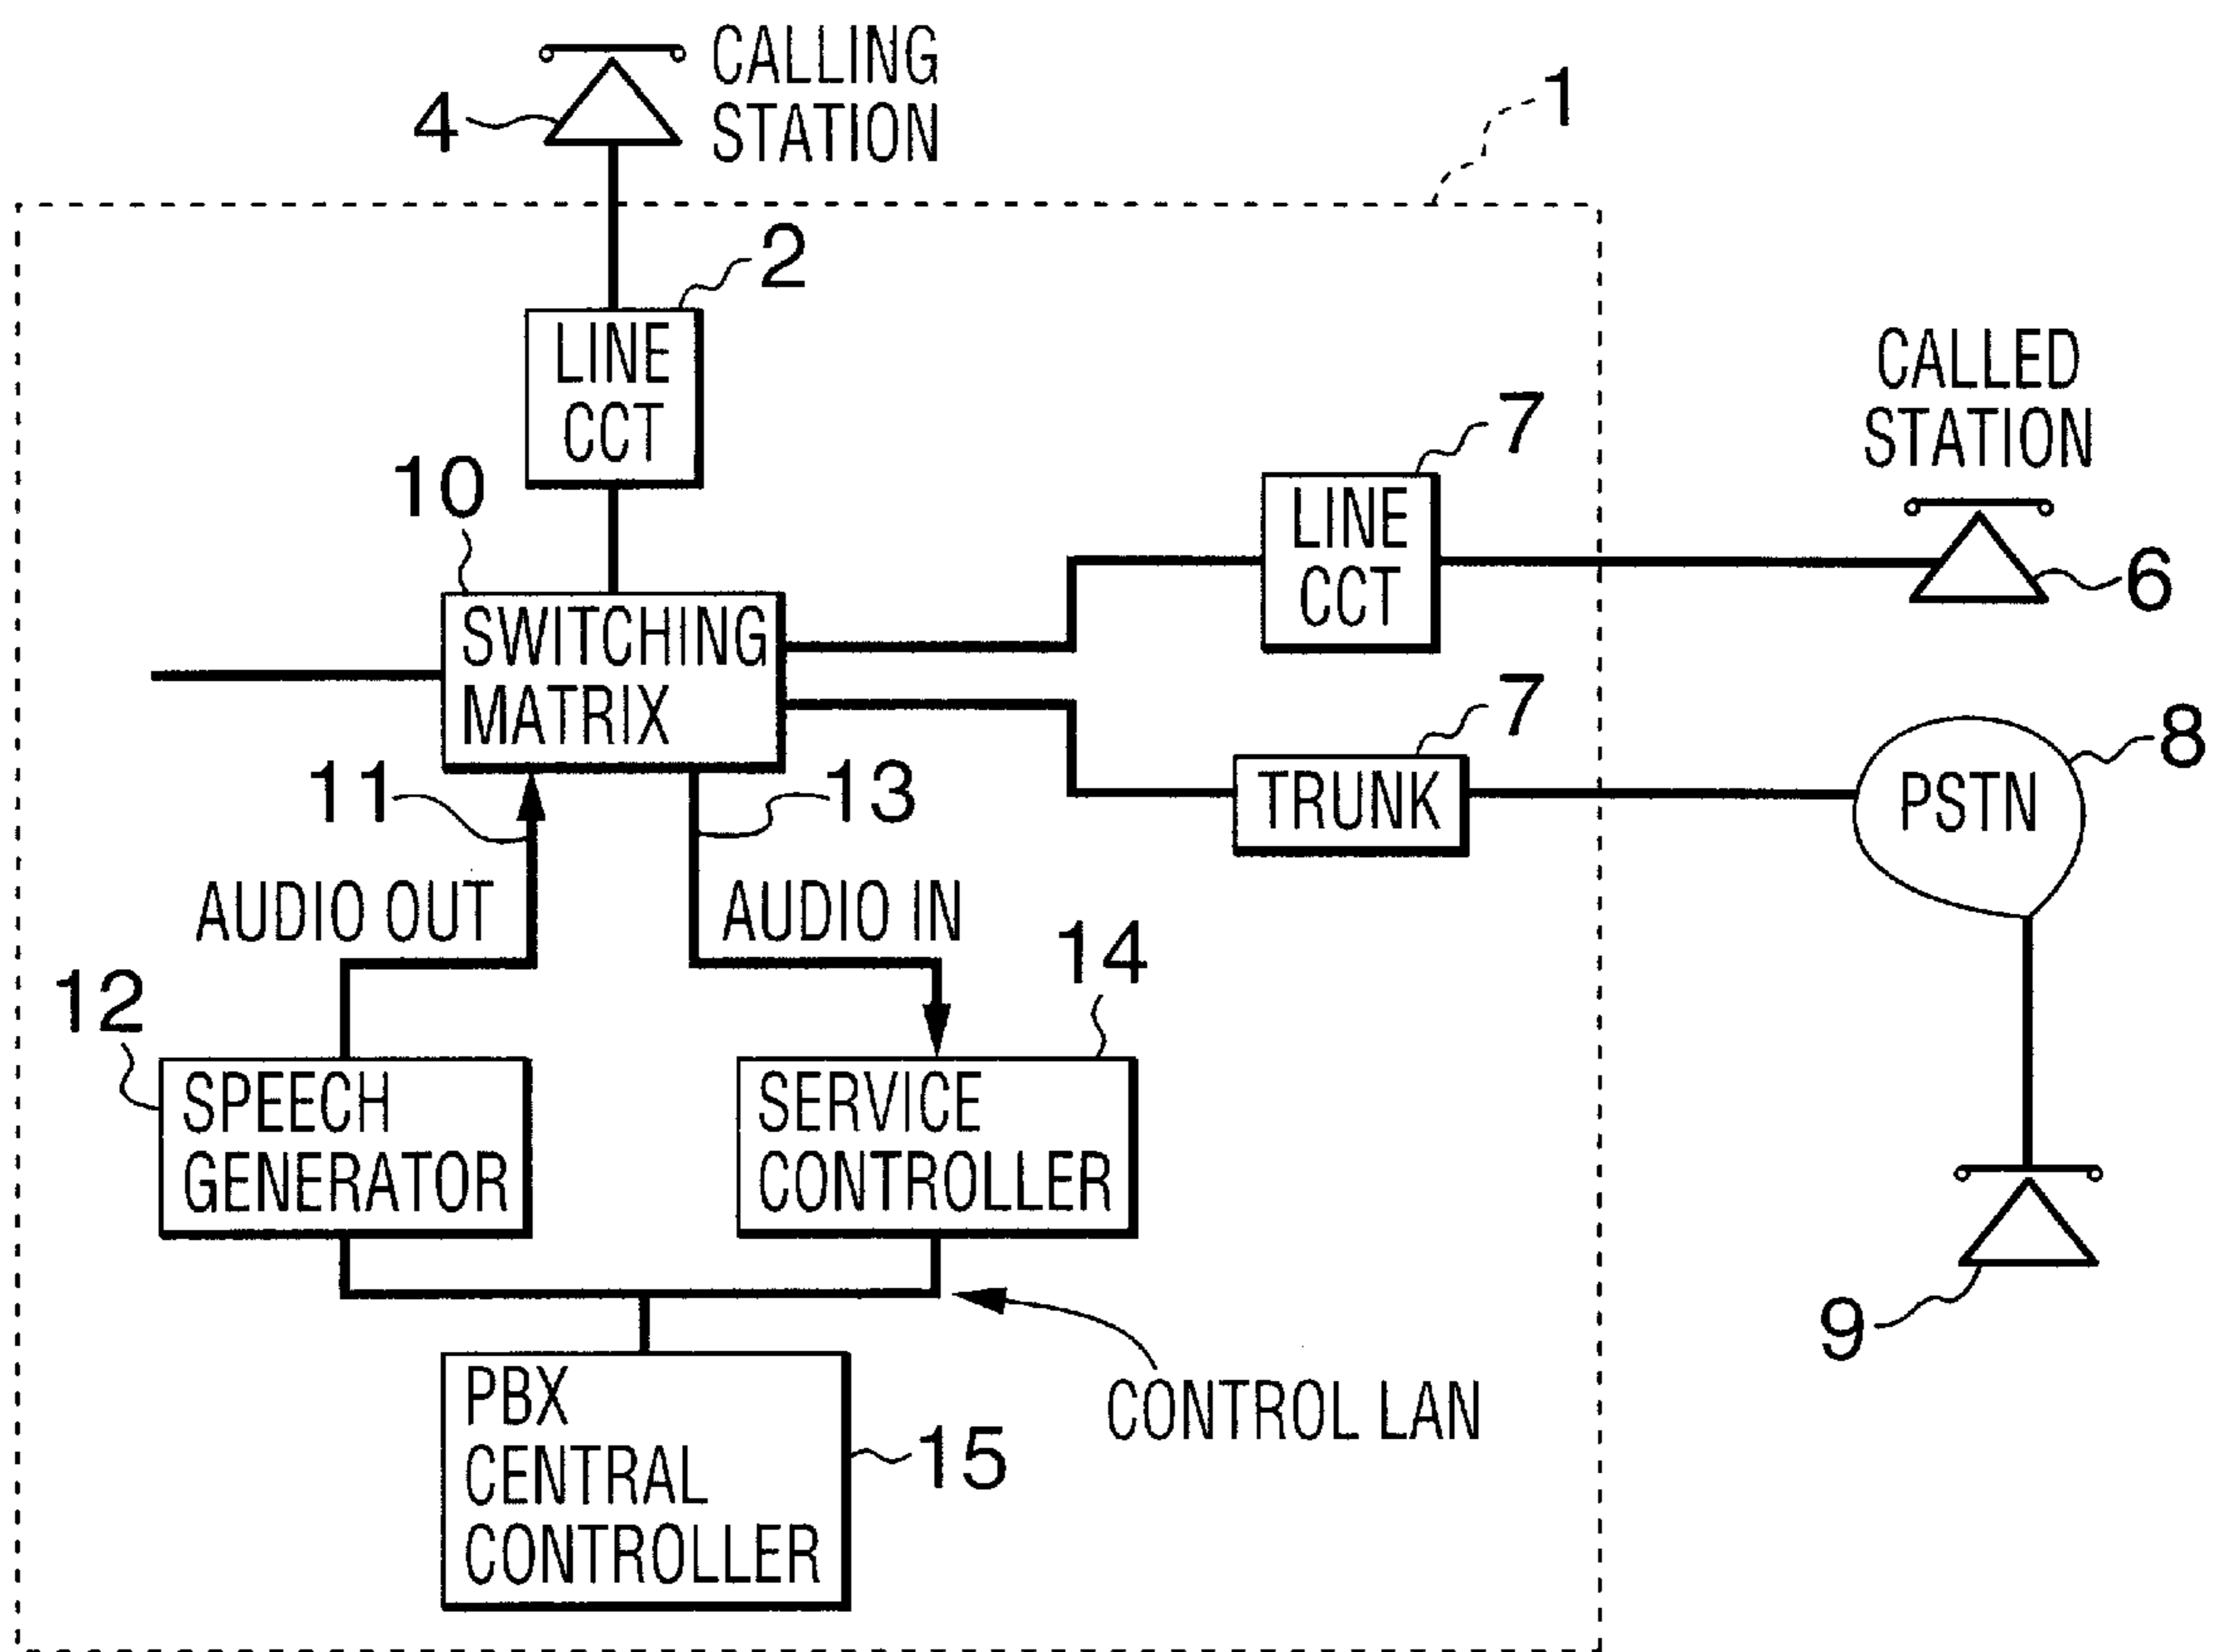 CALLING
STATION
4
1
2
LINE
CCT
CALLED
STATION
7
LINE
CCT
10
6
SWITCHING
MATRIX
7
8
TRUNK
PSTN
11
13
AUDIO OUT
AUDIO IN
12
14
SPEECH
GENERATOR
SERVICE
CONTROLLER
9
PBX
CENTRAL
CONTROLLER
15
CONTROL LAN